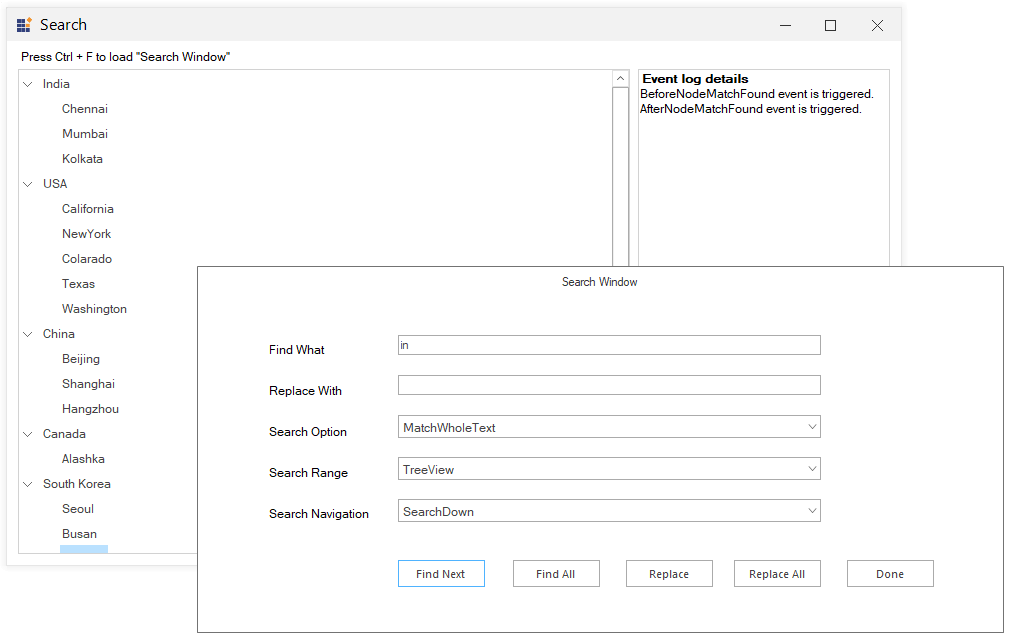 Search
Press Ctrl + F to load "Search Window"
India
Chennai
Mumbai
Kolkata
USA
California
NewYork
Colarado
Texas
Washington
China
Beijing
Shanghai
Hangzhou
Canada
Alashka
South Korea
Seoul
Busan
Event log details
BeforeNodeMatchFound event is triggered.
AfterNodeMatchFound event is triggered.
Search Window
Find What in
Replace With
Search Option MatchWholeText
Search Range TreeView
Search Navigation SearchDown
Find Next Find All Replace Replace All Done